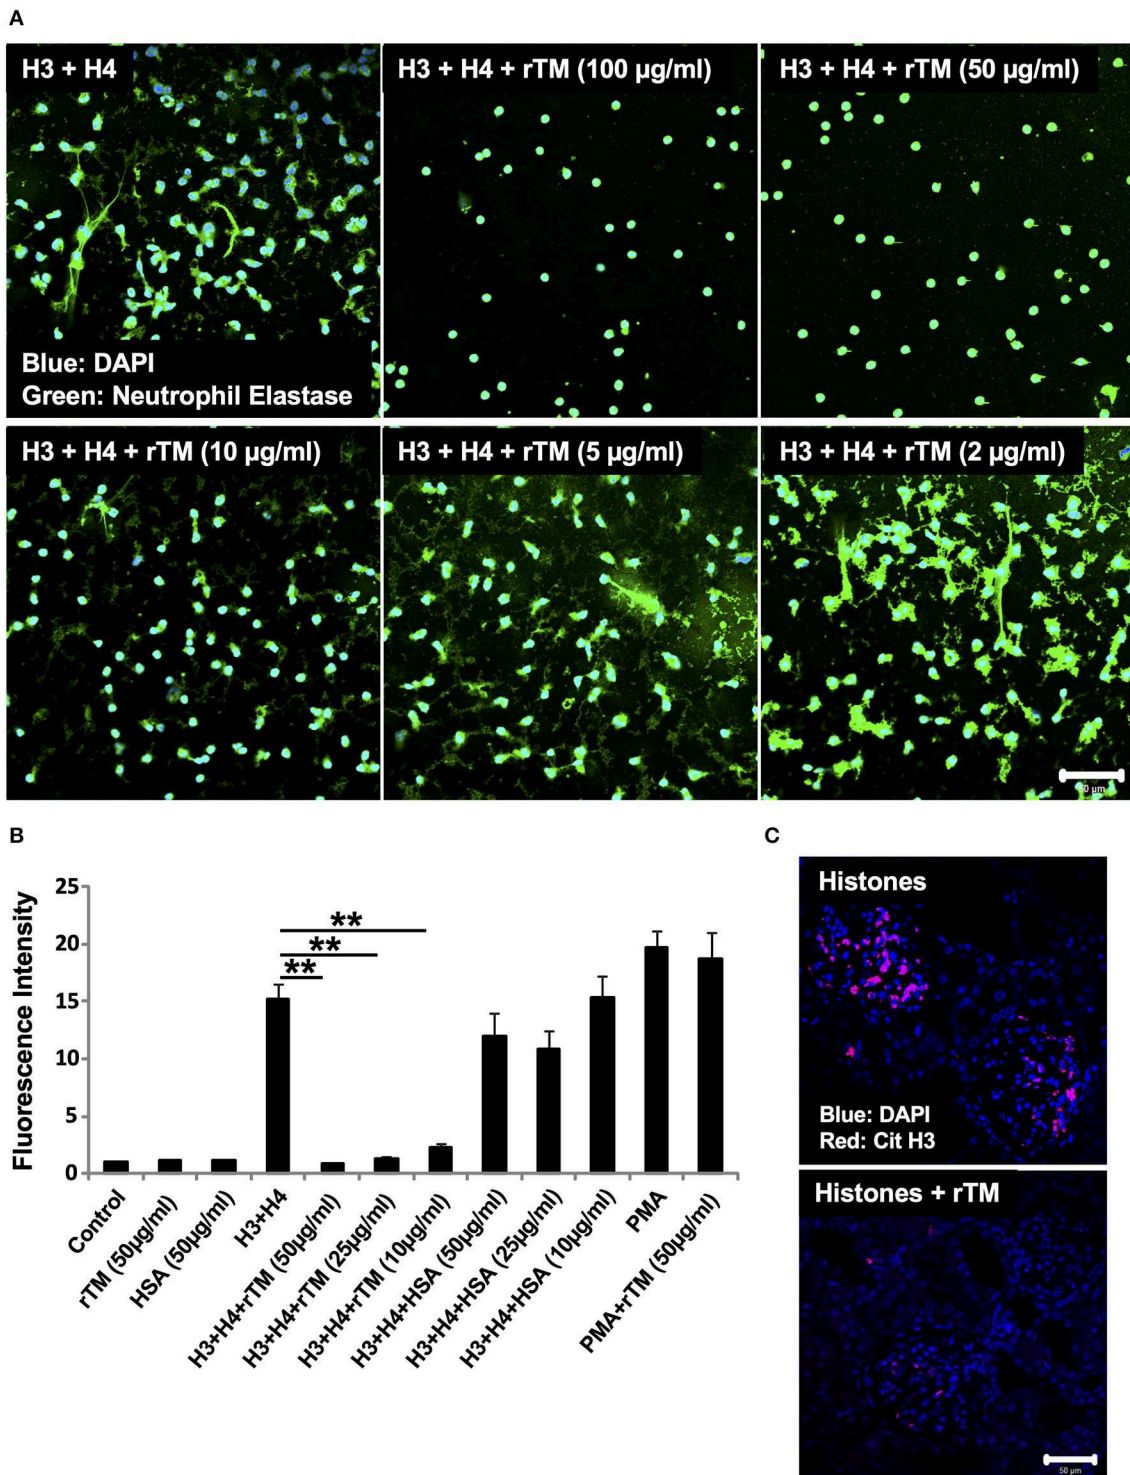 A
H3 + H4
H3 + H4 + rTM (100 µg/ml)
H3 + H4 + rTM (50 µg/ml)
Blue: DAPI
Green: Neutrophil Elastase
H3 + H4 + rTM (10 µg/ml)
H3 + H4 + rTM (5 µg/ml)
H3 + H4 + rTM (2 µg/ml)
50 µm
B
Fluorescence Intensity
25
20
15
10
5
0
**
**
**
Control
rTM (50µg/ml)
HSA (50µg/ml)
H3+H4
H3+H4+rTM (50µg/ml)
H3+H4+rTM (25µg/ml)
H3+H4+rTM (10µg/ml)
H3+H4+HSA (50µg/ml)
H3+H4+HSA (25µg/ml)
H3+H4+HSA (10µg/ml)
PMA
PMA+rTM (50µg/ml)
C
Histones
Blue: DAPI
Red: Cit H3
Histones + rTM
50 µm